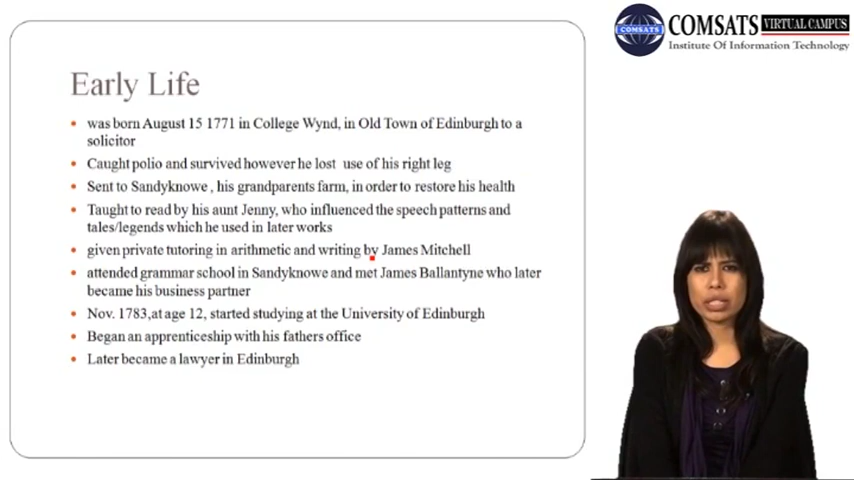 COMSATS
COMSATS VIRTUAL CAMPUS
Institute Of Information Technology
Early Life
was born August 15 1771 in College Wynd, in Old Town of Edinburgh to a
solicitor
Caught polio and survived however he lost use of his right leg
Sent to Sandyknowe , his grandparents farm, in order to restore his health
Taught to read by his aunt Jenny, who influenced the speech patterns and
tales/legends which he used in later works
given private tutoring in arithmetic and writing by James Mitchell
attended grammar school in Sandyknowe and met James Ballantyne who later
became his business partner
Nov. 1783,at age 12, started studying at the University of Edinburgh
Began an apprenticeship with his fathers office
Later became a lawyer in Edinburgh